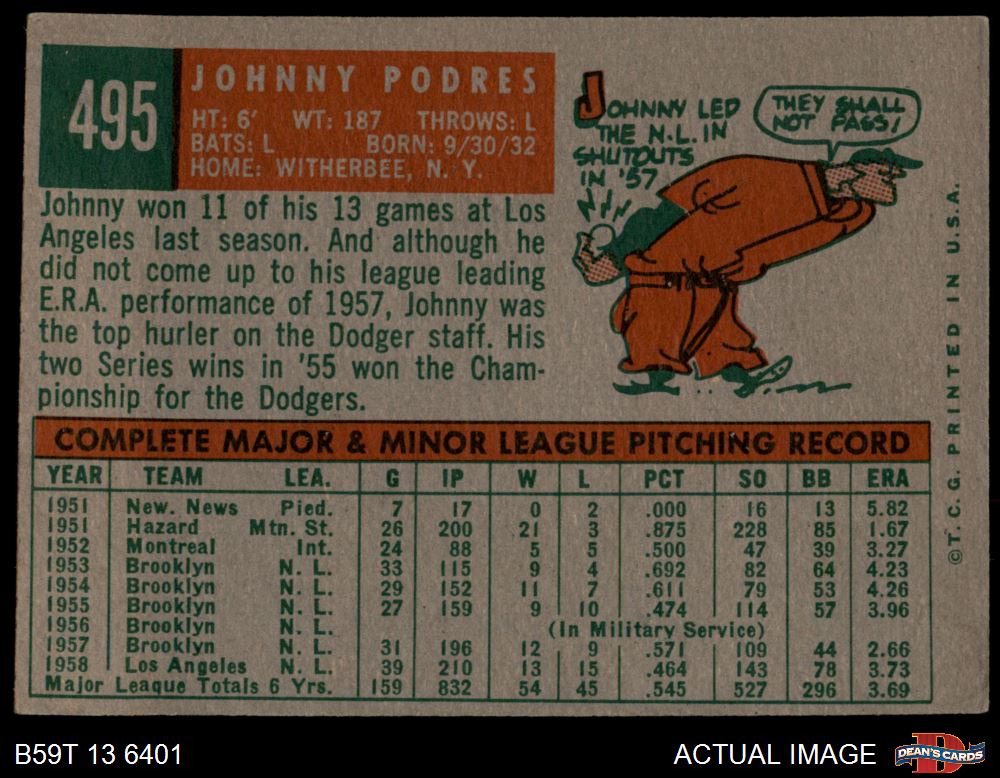 495
JOHNNY PODRES
HT: 6' WT: 187 THROWS: L
BATS: L BORN: 9/30/32
HOME: WITHERBEE, N. Y.
Johnny won 11 of his 13 games at Los
Angeles last season. And although he
did not come up to his league leading
E.R.A. performance of 1957, Johnny was
the top hurler on the Dodger staff. His
two Series wins in '55 won the Cham-
pionship for the Dodgers.
JOHNNY LED
THE N.L. IN
SHUTOUTS
IN '57
THEY SHALL
NOT PASS!
COMPLETE MAJOR & MINOR LEAGUE PITCHING RECORD
YEAR TEAM LEA. G IP W L PCT SO BB ERA
1951 New. News Pied. 7 17 0 2 .000 16 13 5.82
1951 Hazard Mtn. St. 26 200 21 3 .875 228 85 1.67
1952 Montreal Int. 24 88 5 5 .500 47 39 3.27
1953 Brooklyn N. L. 33 115 9 4 .692 82 64 4.23
1954 Brooklyn N. L. 29 152 11 7 .611 79 53 4.26
1955 Brooklyn N. L. 27 159 9 10 .474 114 57 3.96
1956 Brooklyn N. L. (In Military Service)
1957 Brooklyn N. L. 31 196 12 9 .571 109 44 2.66
1958 Los Angeles N. L. 39 210 13 15 .464 143 78 3.73
Major League Totals 6 Yrs. 159 832 54 45 .545 527 296 3.69
©T. C. G. PRINTED IN U.S.A.
B59T 13 6401
ACTUAL IMAGE
D
DEAN'S CARDS